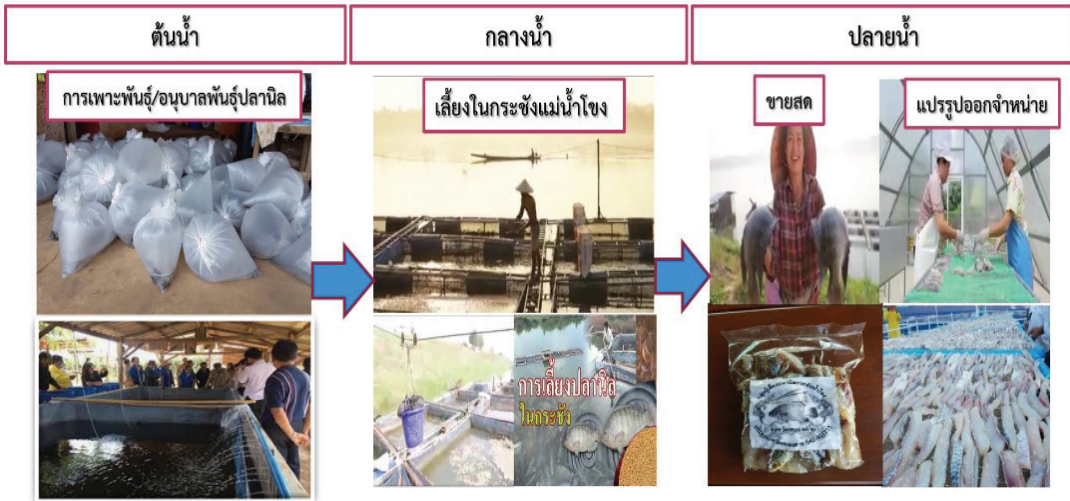 ต้นน้ำ
กลางน้ำ
ปลายน้ำ
การเพาะพันธุ์/อนุบาลพันธุ์ปลานิล
เลี้ยงในกระชังแม่น้ำโขง
ขายสด
แปรรูปออกจำหน่าย
การเลี้ยงปลานิล
ในกระชัง